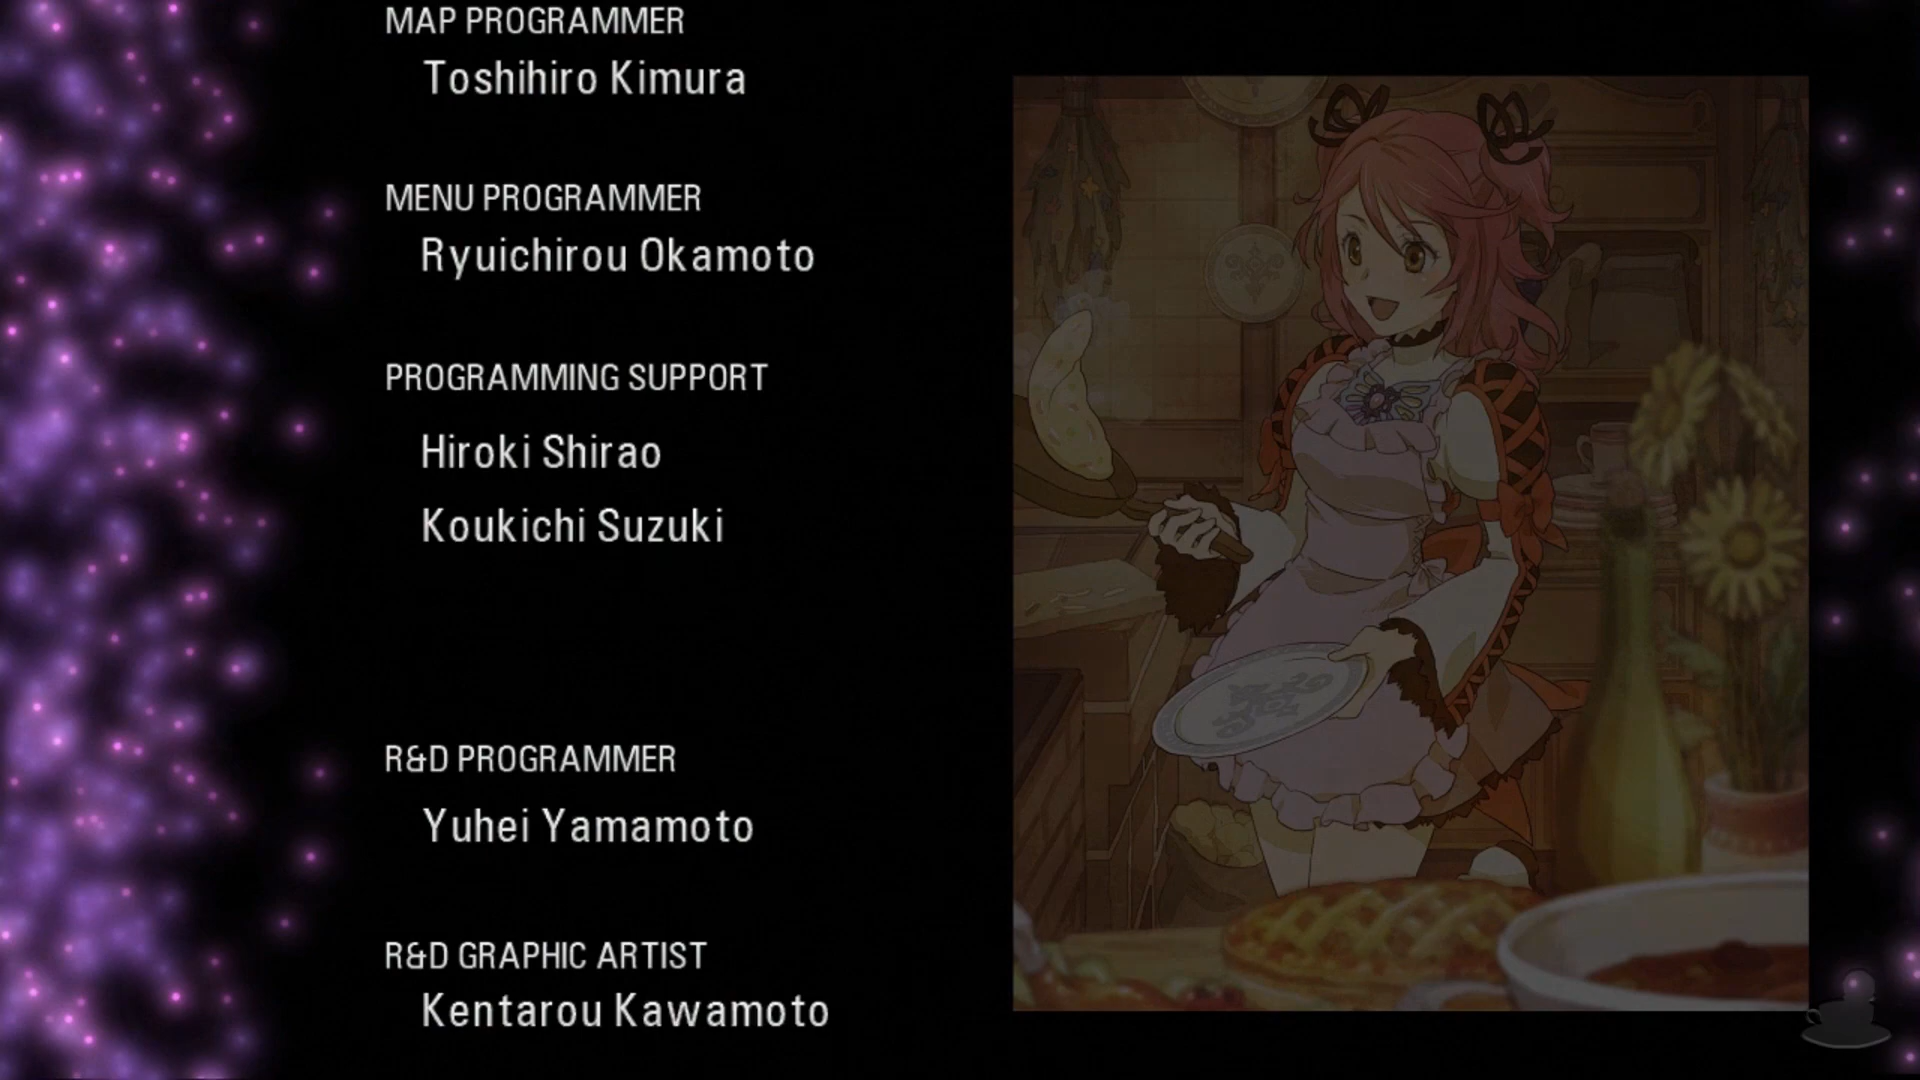 MAP PROGRAMMER
Toshihiro Kimura
MENU PROGRAMMER
Ryuichirou Okamoto
PROGRAMMING SUPPORT
Hiroki Shirao
Koukichi Suzuki
R&D PROGRAMMER
Yuhei Yamamoto
R&D GRAPHIC ARTIST
Kentarou Kawamoto